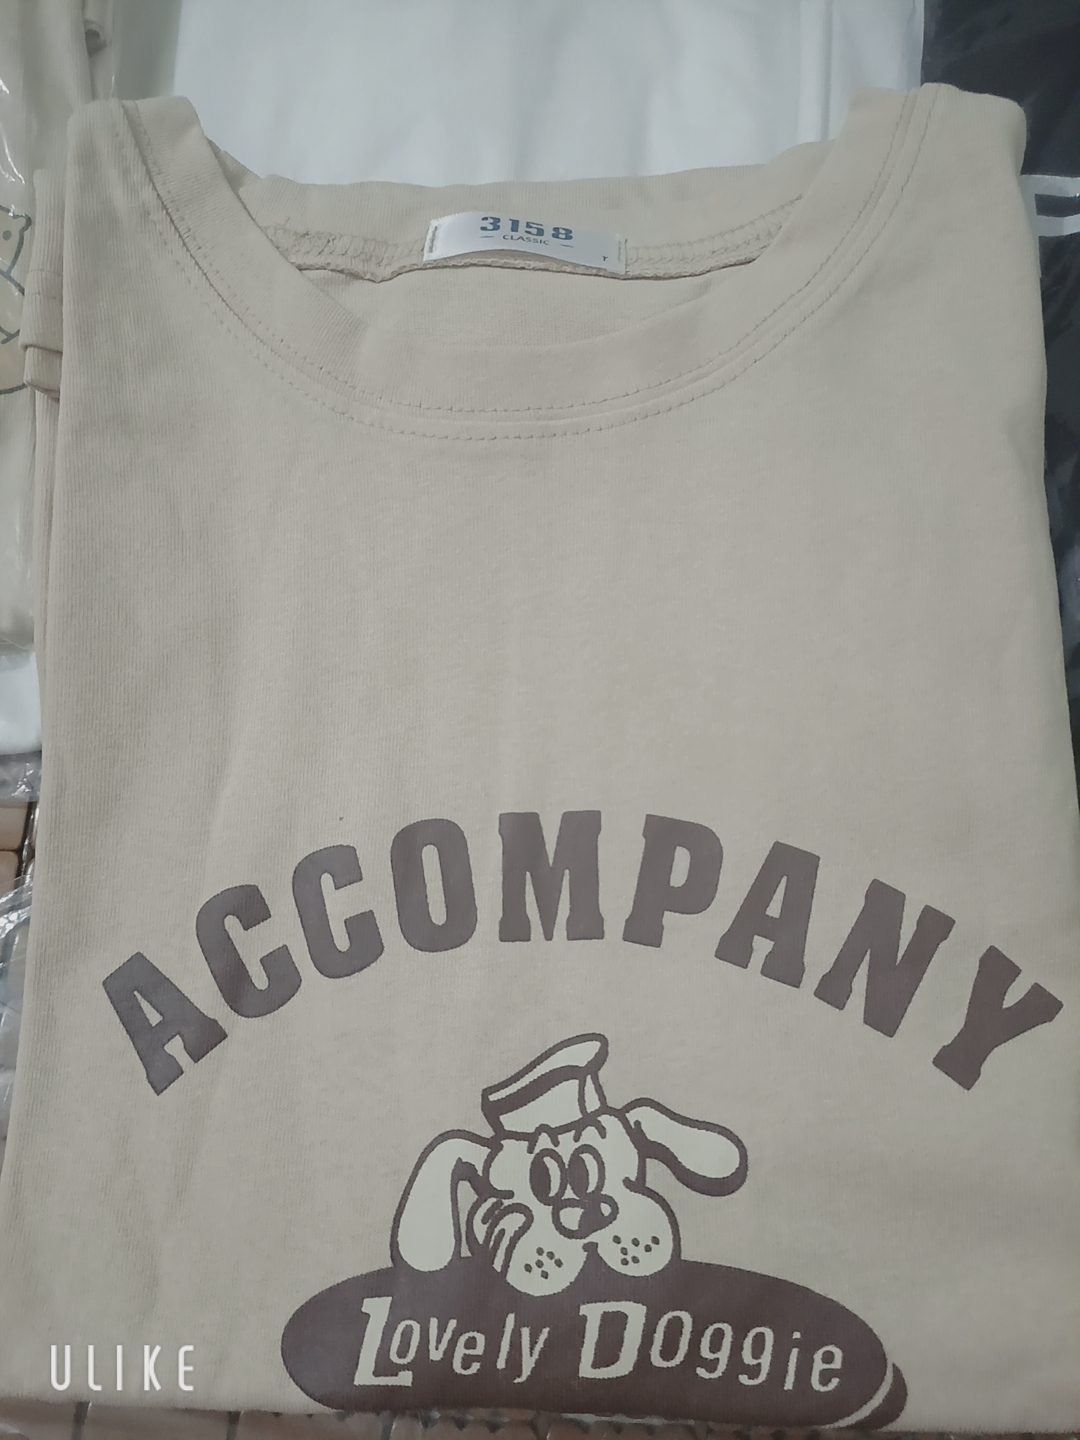 3158
CLASSIC
T
ACCOMPANY
Lovely Doggie
ULIKE